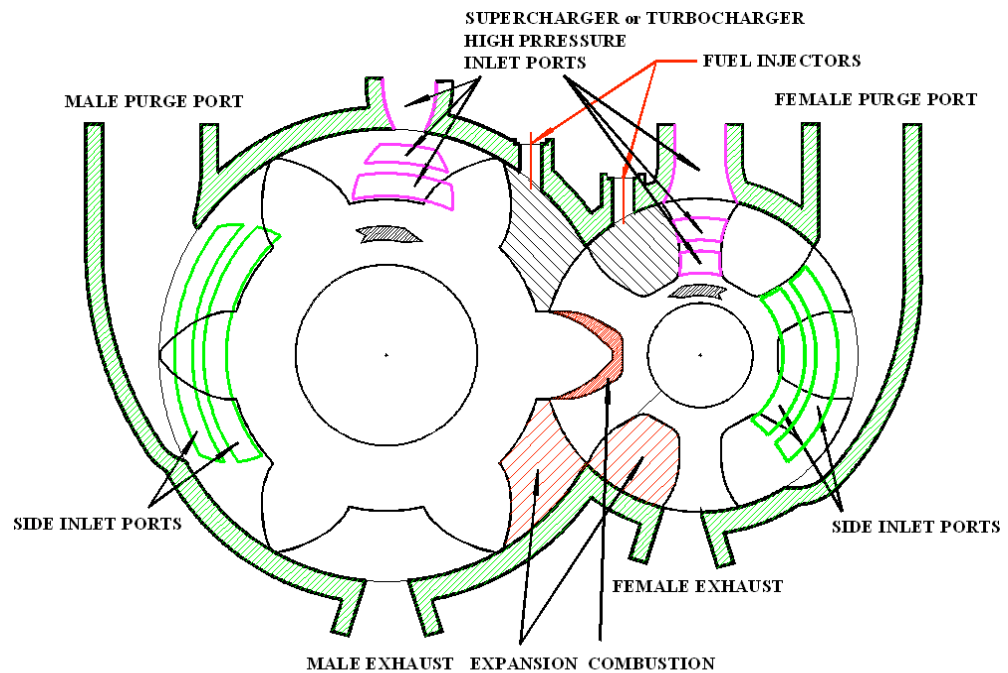 SUPERCHARGER or TURBOCHARGER
HIGH PRRESSURE
INLET PORTS
FUEL INJECTORS
MALE PURGE PORT
FEMALE PURGE PORT
SIDE INLET PORTS
SIDE INLET PORTS
FEMALE EXHAUST
MALE EXHAUST EXPANSION COMBUSTION